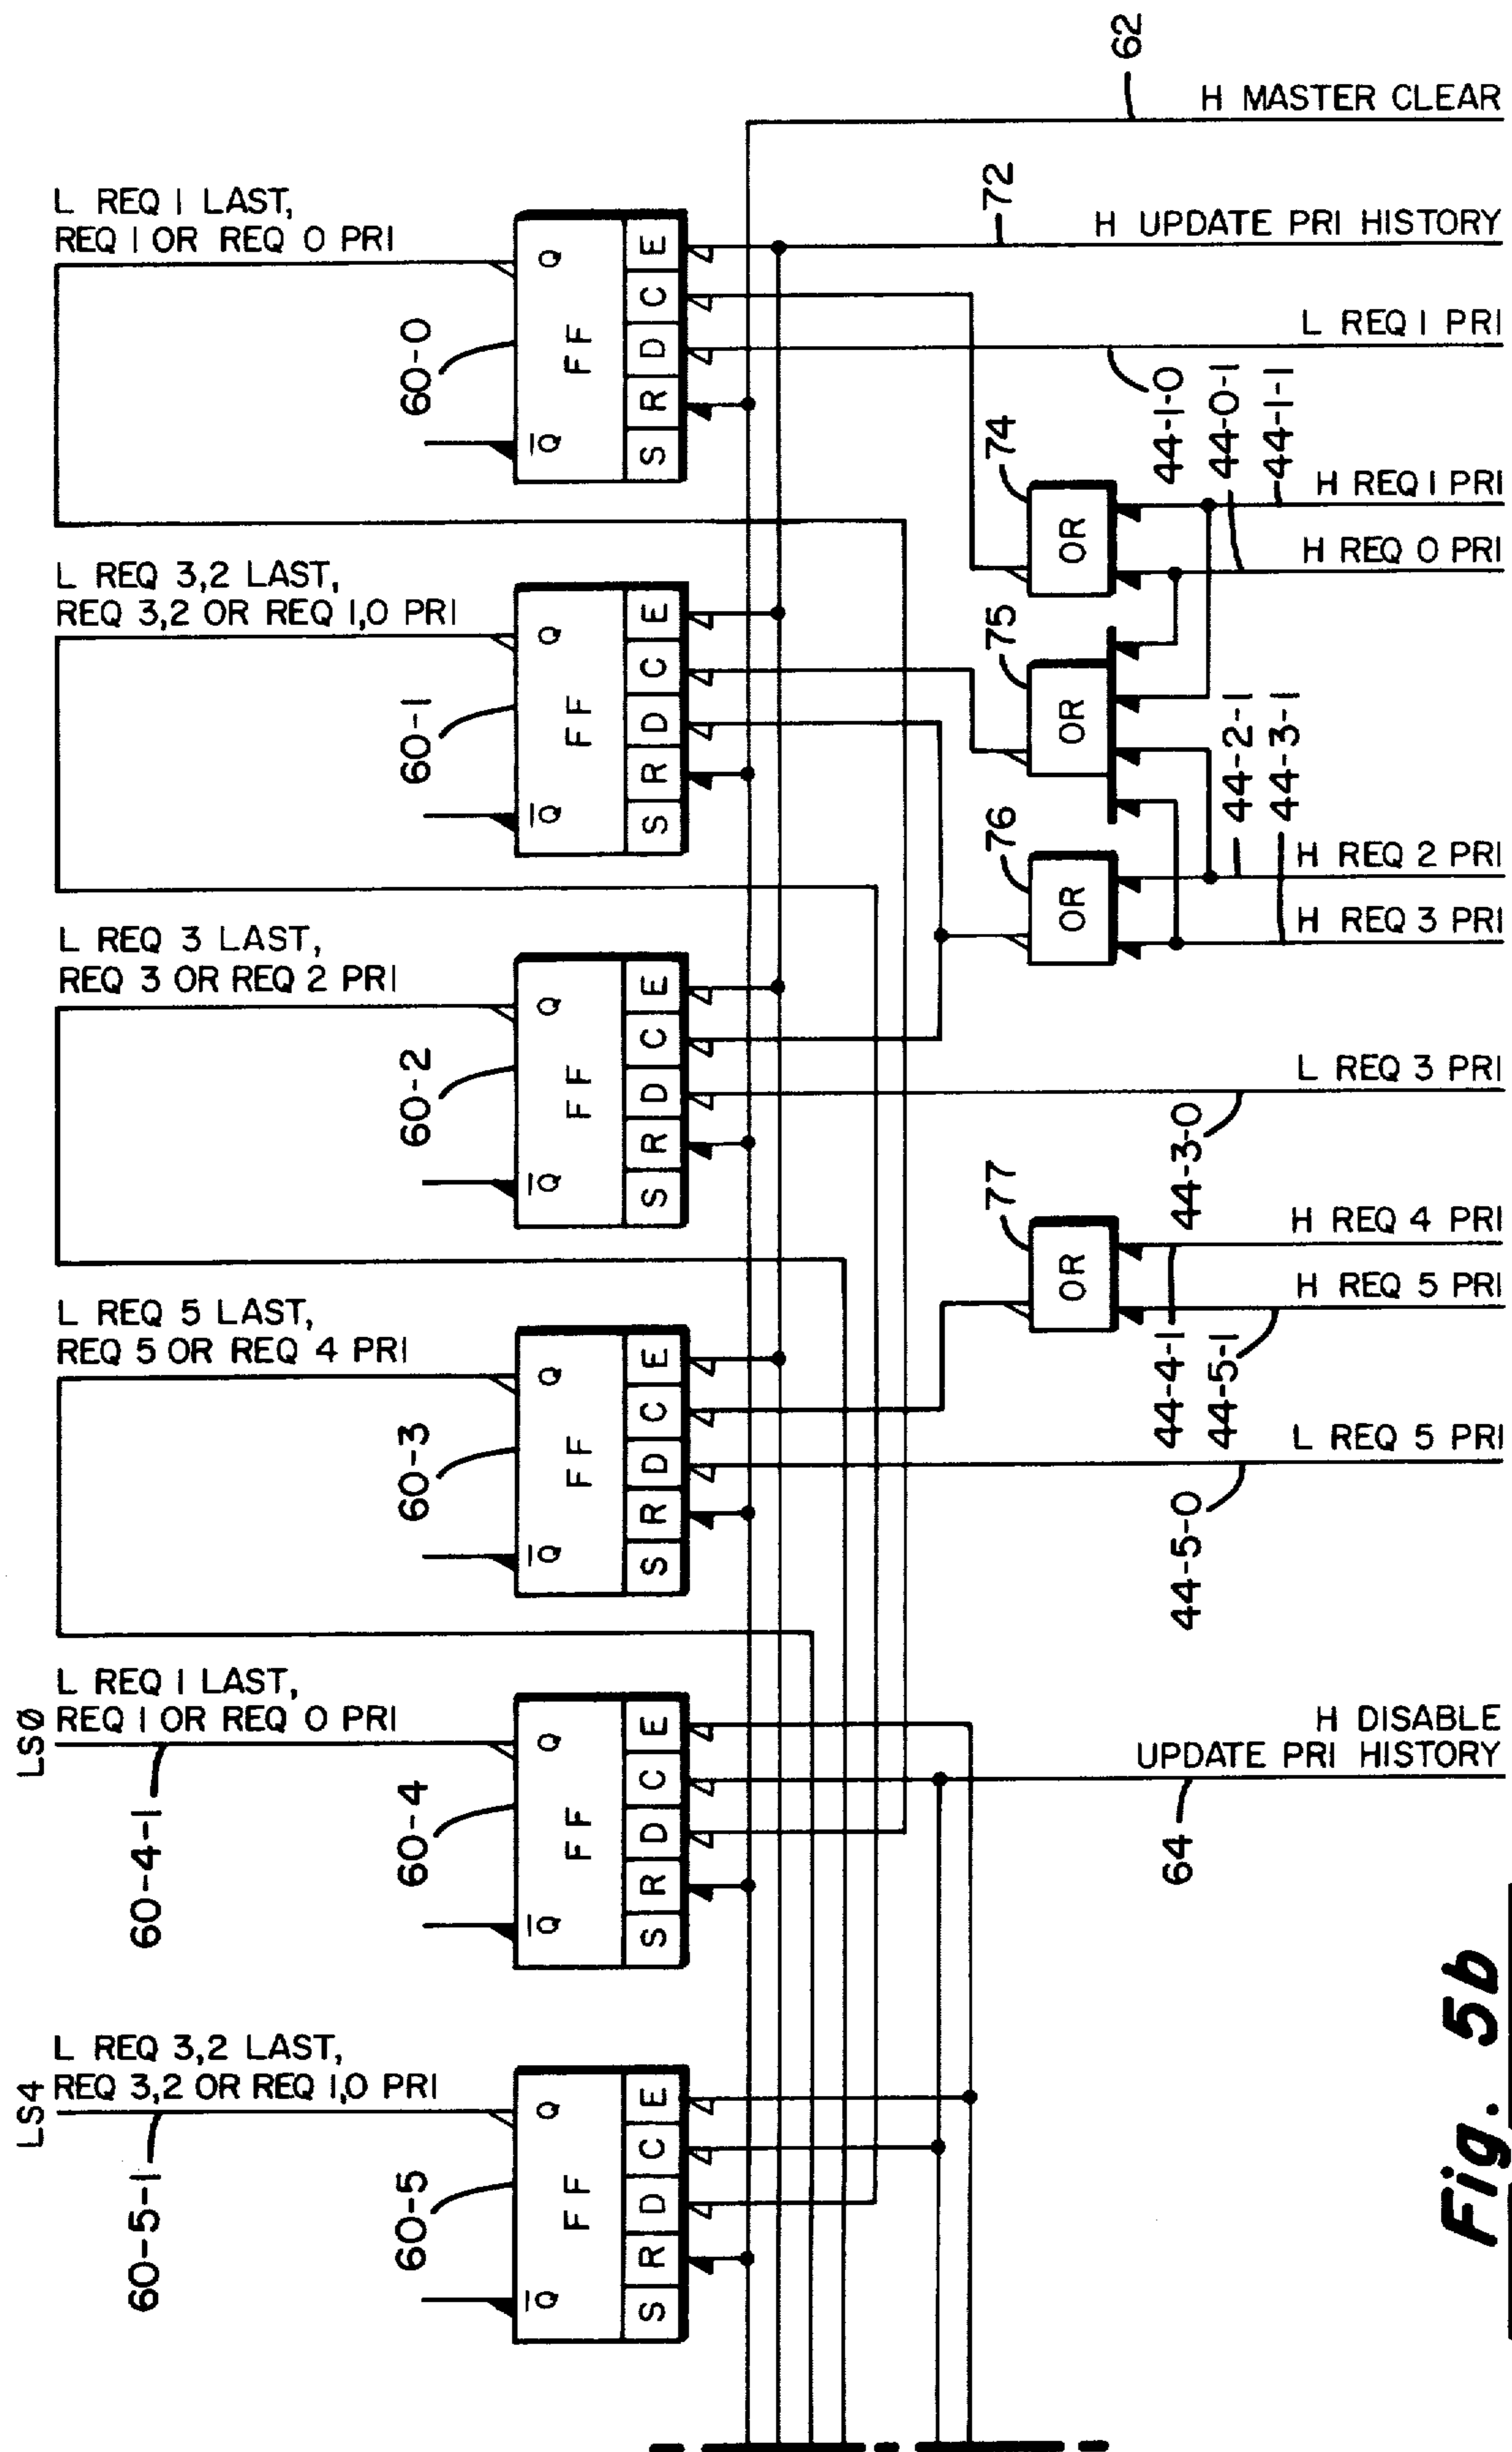 L REQ 1 LAST,
REQ 1 OR REQ 0 PRI
L REQ 3,2 LAST,
REQ 3,2 OR REQ 1,0 PRI
L REQ 3 LAST,
REQ 3 OR REQ 2 PRI
L REQ 5 LAST,
REQ 5 OR REQ 4 PRI
LSØ
L REQ 1 LAST,
REQ 1 OR REQ 0 PRI
LS4
L REQ 3,2 LAST,
REQ 3,2 OR REQ 1,0 PRI
60-4-1
60-5-1
60-0
60-1
60-2
60-3
60-4
60-5
Q̅ FF Q
S R D C E
Q̅ FF Q
S R D C E
Q̅ FF Q
S R D C E
Q̅ FF Q
S R D C E
Q̅ FF Q
S R D C E
Q̅ FF Q
S R D C E
74
OR
75
OR
76
OR
77
OR
62
H MASTER CLEAR
72
H UPDATE PRI HISTORY
L REQ 1 PRI
44-1-0
44-0-1
44-1-1
H REQ 1 PRI
H REQ 0 PRI
44-2-1
44-3-1
H REQ 2 PRI
H REQ 3 PRI
L REQ 3 PRI
44-3-0
H REQ 4 PRI
H REQ 5 PRI
44-4-1
44-5-1
L REQ 5 PRI
44-5-0
H DISABLE
UPDATE PRI HISTORY
64
Fig. 5b